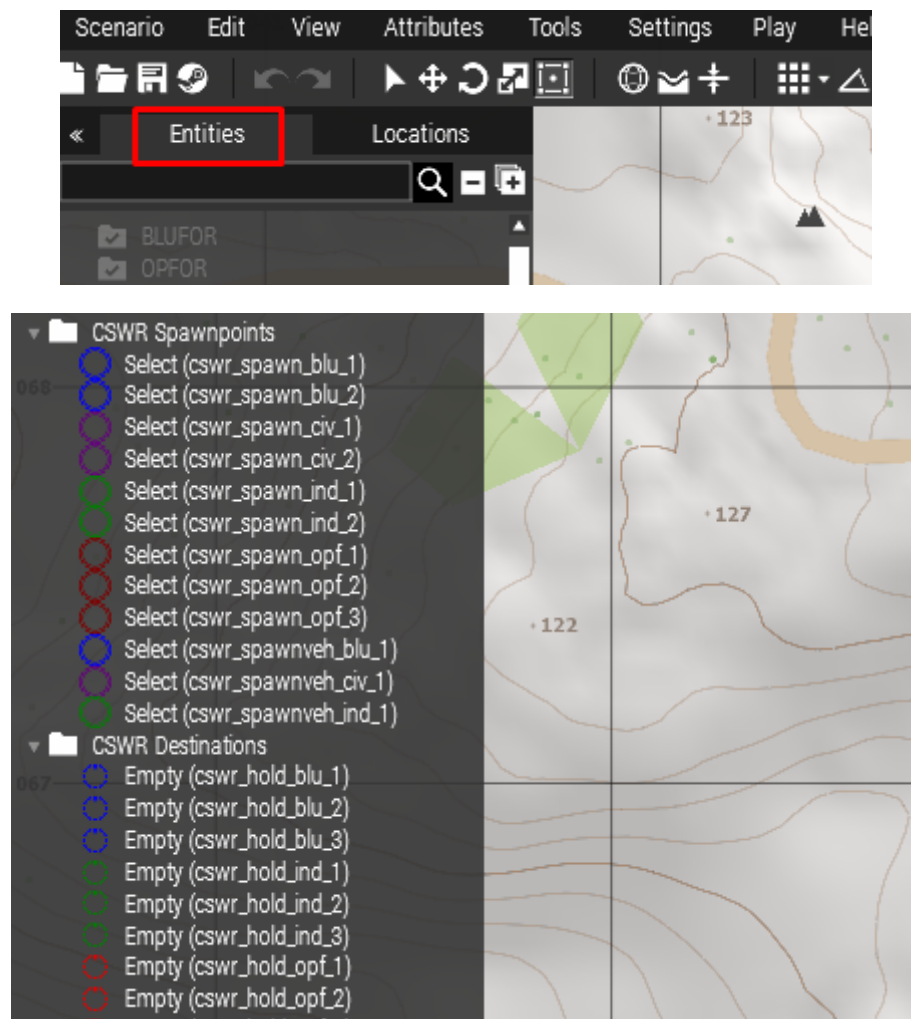 Scenario Edit View Attributes Tools Settings Play Hel
« Entities Locations
123
BLUFOR
OPFOR
CSWR Spawnpoints
Select (cswr_spawn_blu_1)
068
Select (cswr_spawn_blu_2)
Select (cswr_spawn_civ_1)
Select (cswr_spawn_civ_2)
Select (cswr_spawn_ind_1)
Select (cswr_spawn_ind_2)
127
Select (cswr_spawn_opf_1)
Select (cswr_spawn_opf_2)
Select (cswr_spawn_opf_3)
122
Select (cswr_spawnveh_blu_1)
Select (cswr_spawnveh_civ_1)
Select (cswr_spawnveh_ind_1)
CSWR Destinations
Empty (cswr_hold_blu_1)
067
Empty (cswr_hold_blu_2)
Empty (cswr_hold_blu_3)
Empty (cswr_hold_ind_1)
Empty (cswr_hold_ind_2)
Empty (cswr_hold_ind_3)
Empty (cswr_hold_opf_1)
Empty (cswr_hold_opf_2)